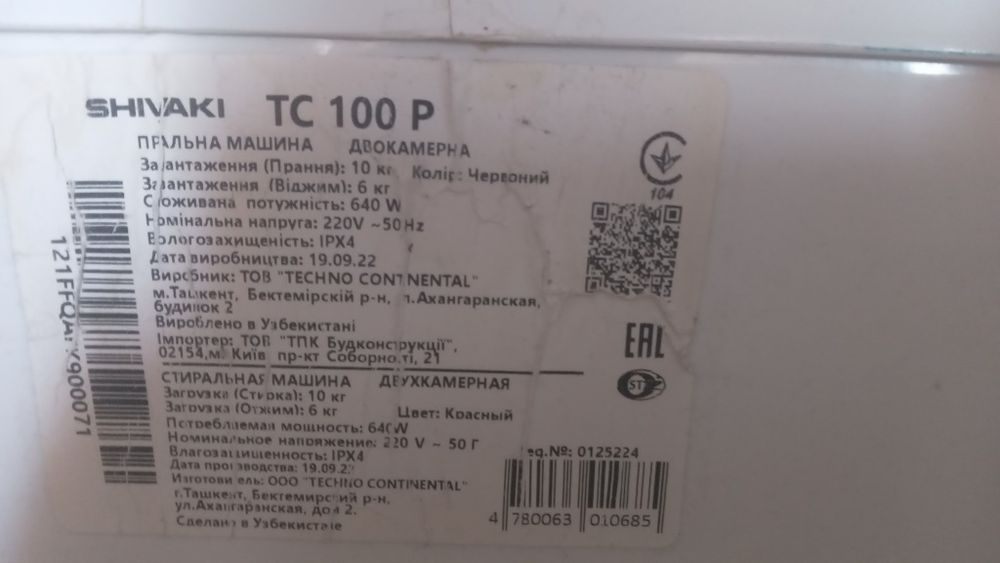 SHIVAKI TC 100 P
ПРАЛЬНА МАШИНА ДВОКАМЕРНА
Завантаження (Прання): 10 кг Колір: Червоний
Завантаження (Віджим): 6 кг
Споживана потужність: 640 W
Номінальна напруга: 220V ~50Hz
Вологозахищеність: IPX4
Дата виробництва: 19.09.22
Виробник: ТОВ "TECHNO CONTINENTAL"
м.Ташкент, Бектемірскій р-н, ул.Ахангаранская,
будинок 2
Вироблено в Узбекистані
Імпортер: ТОВ "ТПК Будконструкції",
02154,м. Київ пр-кт Соборності, 21
104
EAC
ST
СТИРАЛЬНАЯ МАШИНА ДВУХКАМЕРНАЯ
Загрузка (Стирка): 10 кг
Загрузка (Отжим): 6 кг Цвет: Красный
Потребляемая мощность: 640W
Номинальное напряжение: 220 V ~ 50 Г
Влагозащищенность: IPX4
Дата производства: 19.09.22
Изготовитель: ООО "TECHNO CONTINENTAL"
г.Ташкент, Бектемирский р-н,
ул.Ахангаранская, дом 2.
Сделано в Узбекистане
Reg.№: 0125224
4 780063 010685